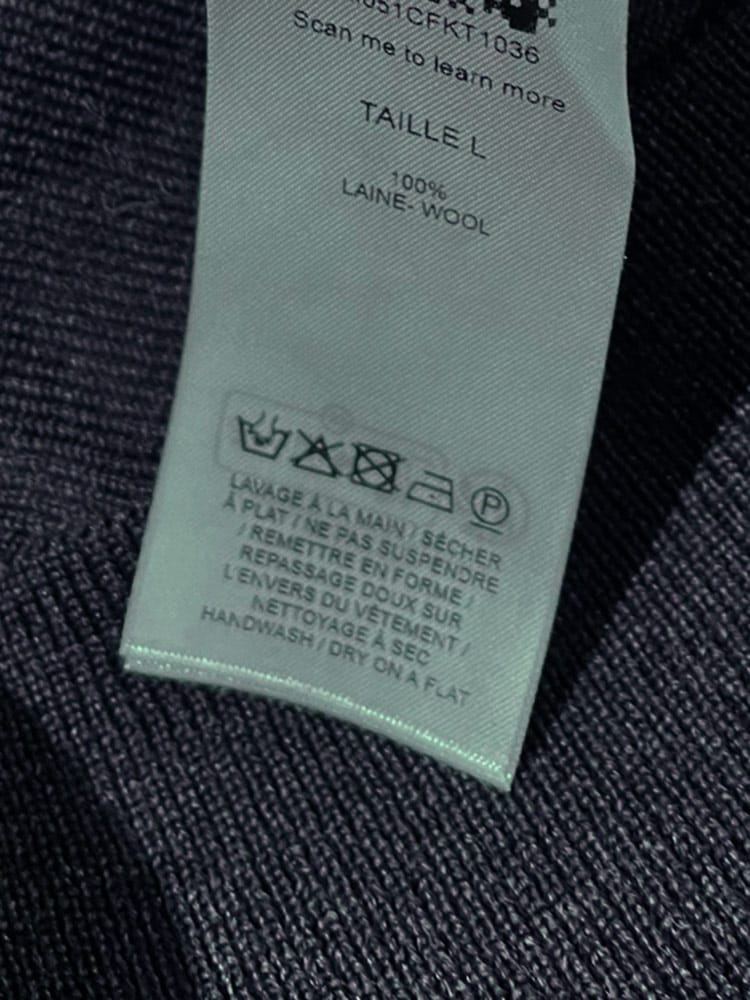 051CFKT1036
Scan me to learn more
TAILLE L
100%
LAINE- WOOL
P
LAVAGE À LA MAIN / SÉCHER
À PLAT / NE PAS SUSPENDRE
/ REMETTRE EN FORME /
REPASSAGE DOUX SUR
L'ENVERS DU VÊTEMENT /
NETTOYAGE À SEC
HANDWASH / DRY ON A FLAT